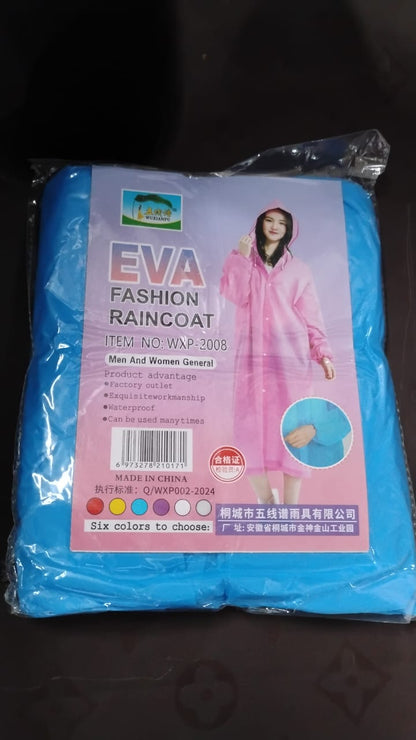 WUXIANPU
EVA
FASHION
RAINCOAT
ITEM NO: WXP-2008
Men And Women General
Product advantage
●Factory outlet
●Exquisiteworkmanship
●Waterproof
●Can be used manytimes
6 973278 210171
合格证
MADE IN CHINA
执行标准: Q/WXP002-2024
Six colors to choose:
桐城市五线谱雨具有限公司
厂 址: 安徽省桐城市金神金山工业园